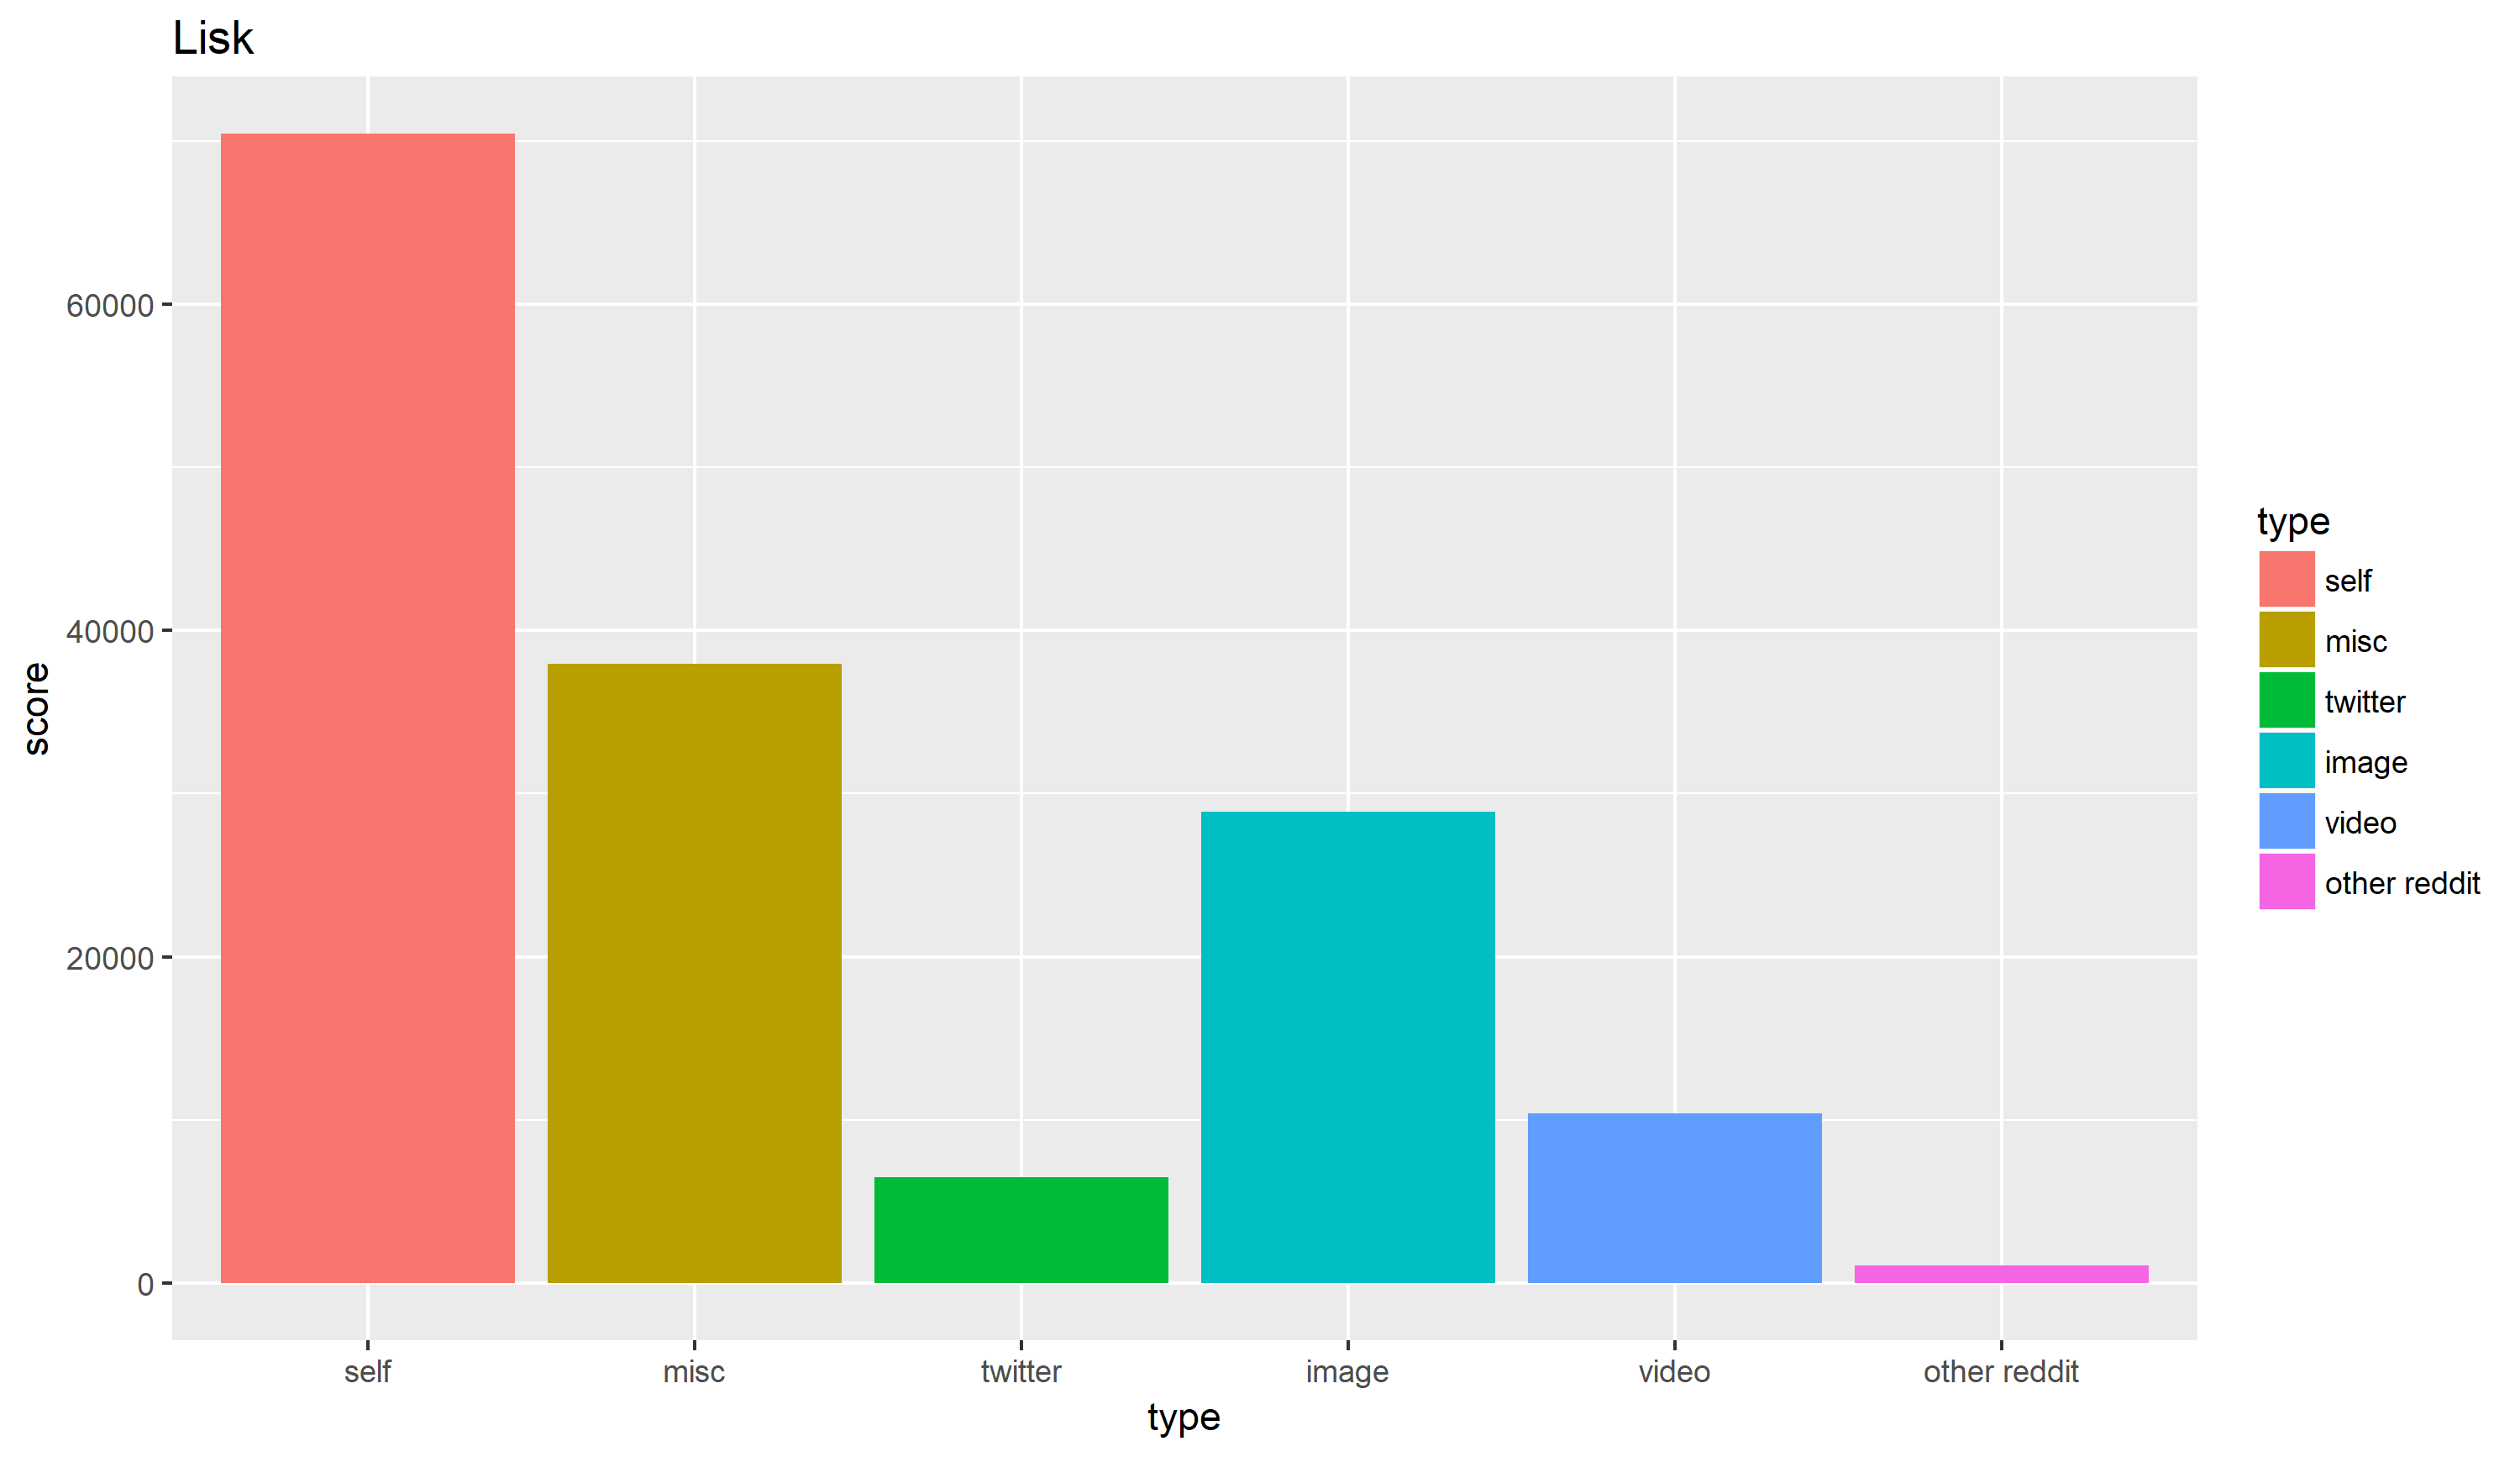 Lisk
score
60000
40000
20000
0
self misc twitter image video other reddit
type
type
self
misc
twitter
image
video
other reddit